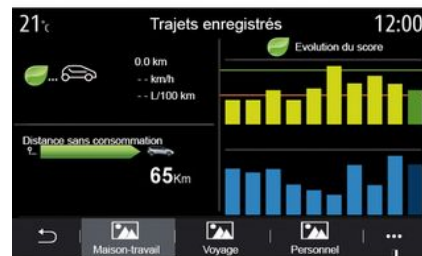 21°c
Trajets enregistrés
12:00
0.0 km
-- km/h
-- L/100 km
Evolution du score
Distance sans consommation
65Km
Maison-travail
Voyage
Personnel